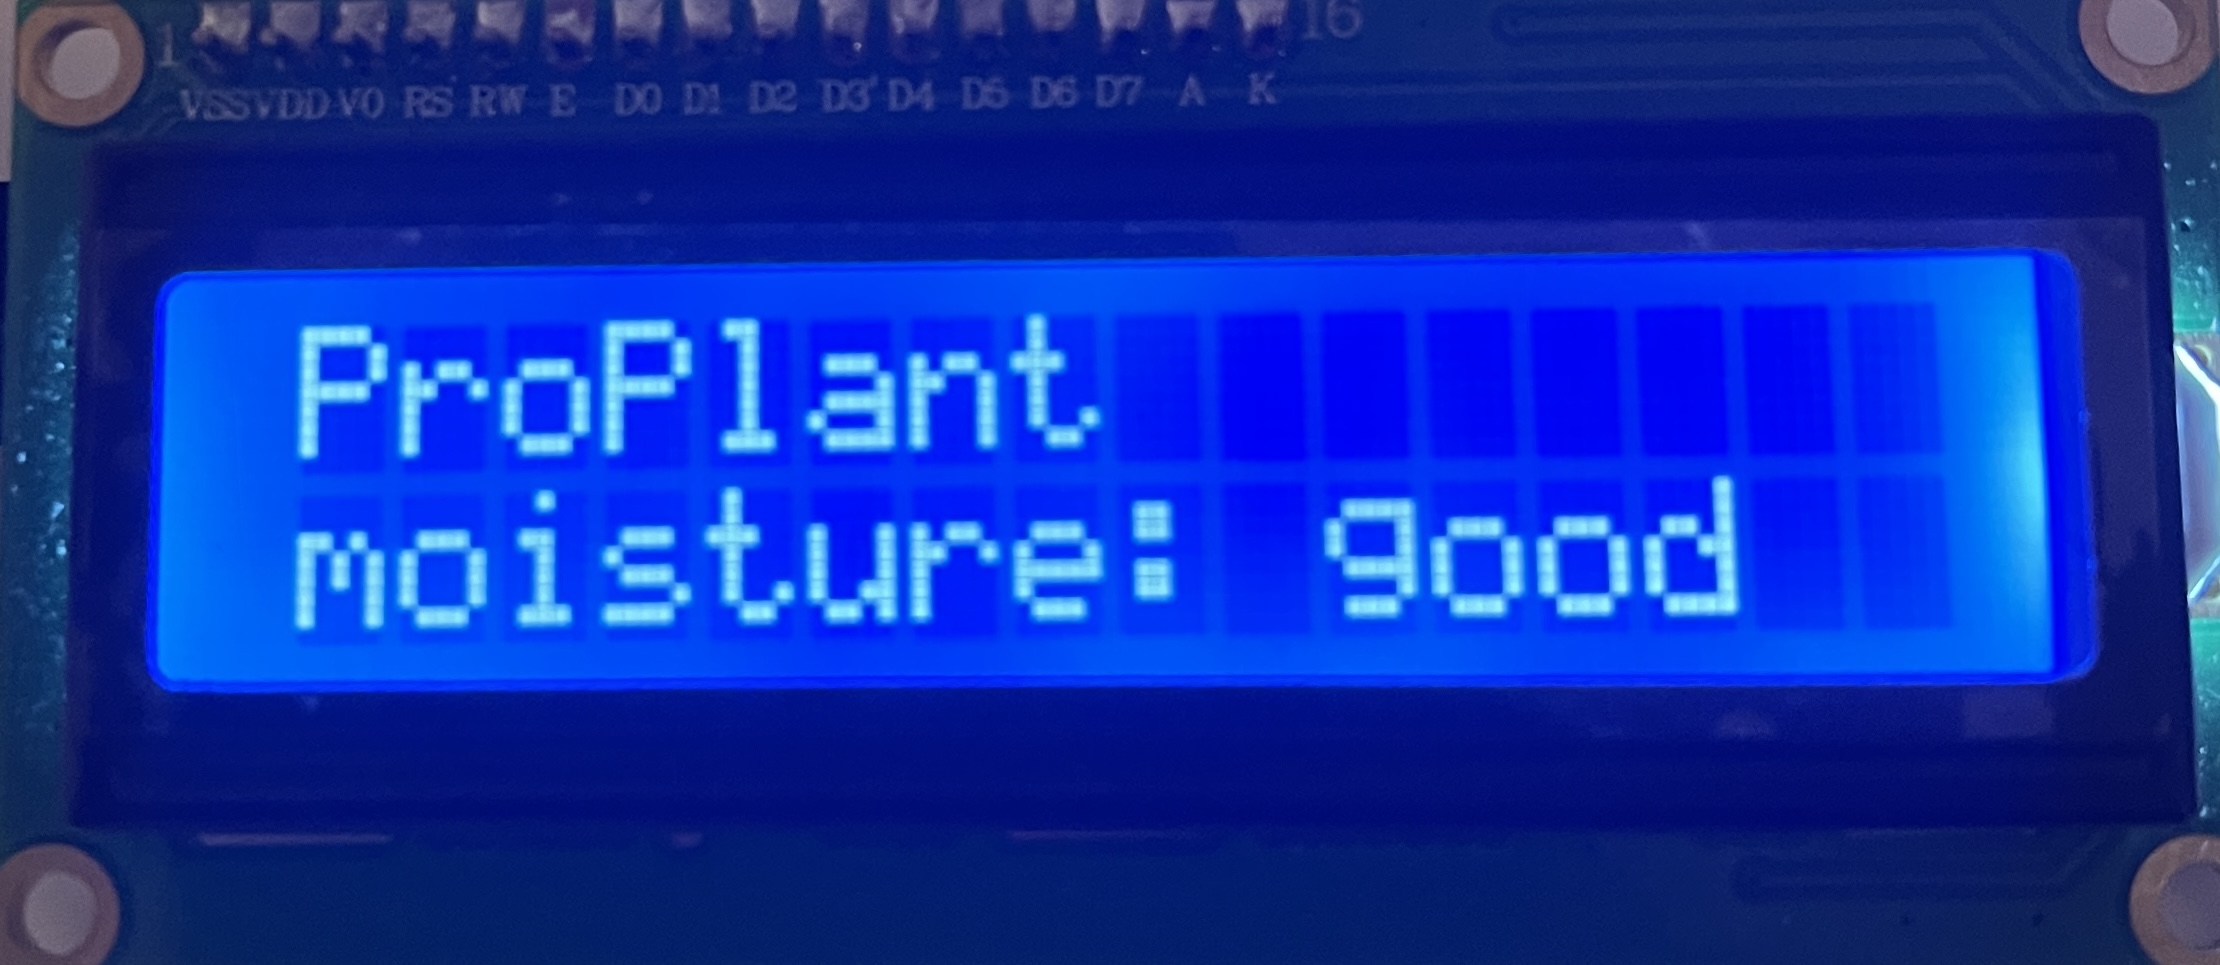 1 16
VSS VDD V0 RS RW E D0 D1 D2 D3 D4 D5 D6 D7 A K
ProPlant
moisture: good